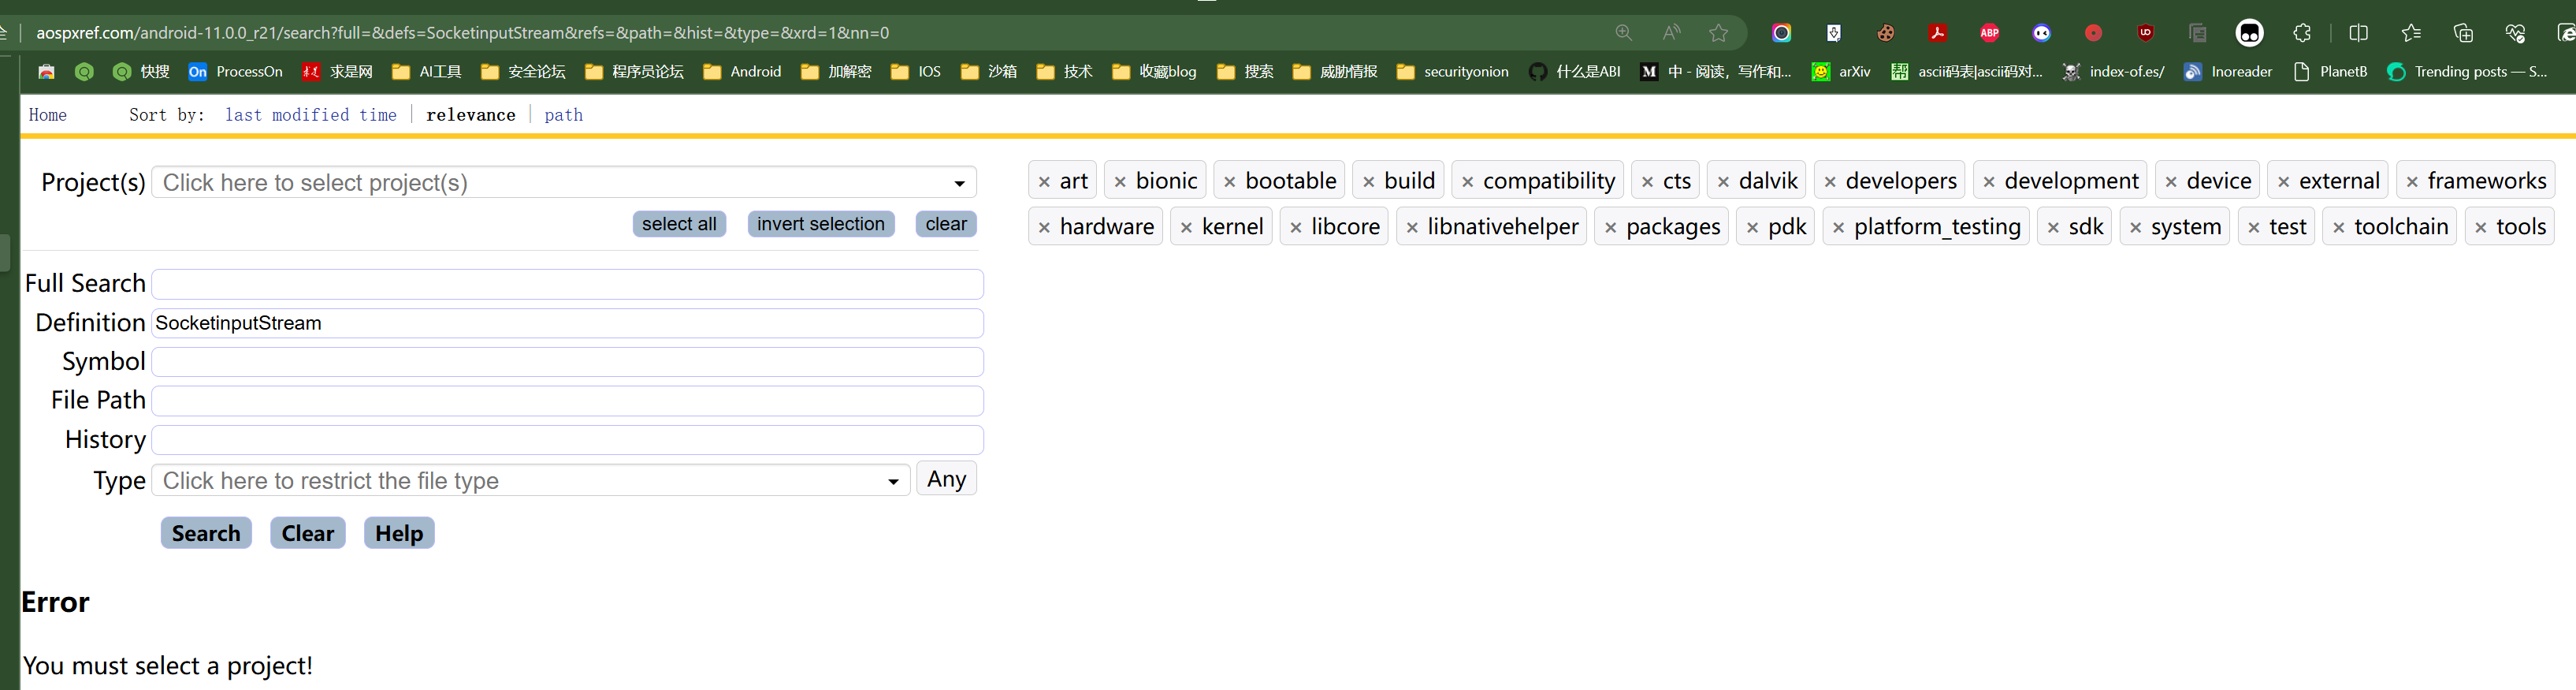 aospxref.com/android-11.0.0_r21/search?full=&defs=SocketinputStream&refs=&path=&hist=&type=&xrd=1&nn=0
快搜 On ProcessOn 求是网 AI工具 安全论坛 程序员论坛 Android 加解密 IOS 沙箱 技术 收藏blog 搜索 威胁情报 securityonion 什么是ABI M 中 - 阅读，写作和... arXiv ascii码表|ascii码对... index-of.es/ Inoreader PlanetB Trending posts — S...
Home Sort by: last modified time | relevance | path
Project(s) Click here to select project(s)
× art × bionic × bootable × build × compatibility × cts × dalvik × developers × development × device × external × frameworks
select all invert selection clear
× hardware × kernel × libcore × libnativehelper × packages × pdk × platform_testing × sdk × system × test × toolchain × tools
Full Search
Definition SocketinputStream
Symbol
File Path
History
Type Click here to restrict the file type Any
Search Clear Help
Error
You must select a project!